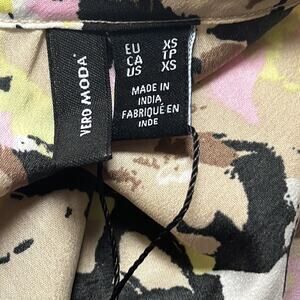 VERO MODA
EU XS
CA TP
US XS
MADE IN
INDIA
FABRIQUÉ EN
INDE